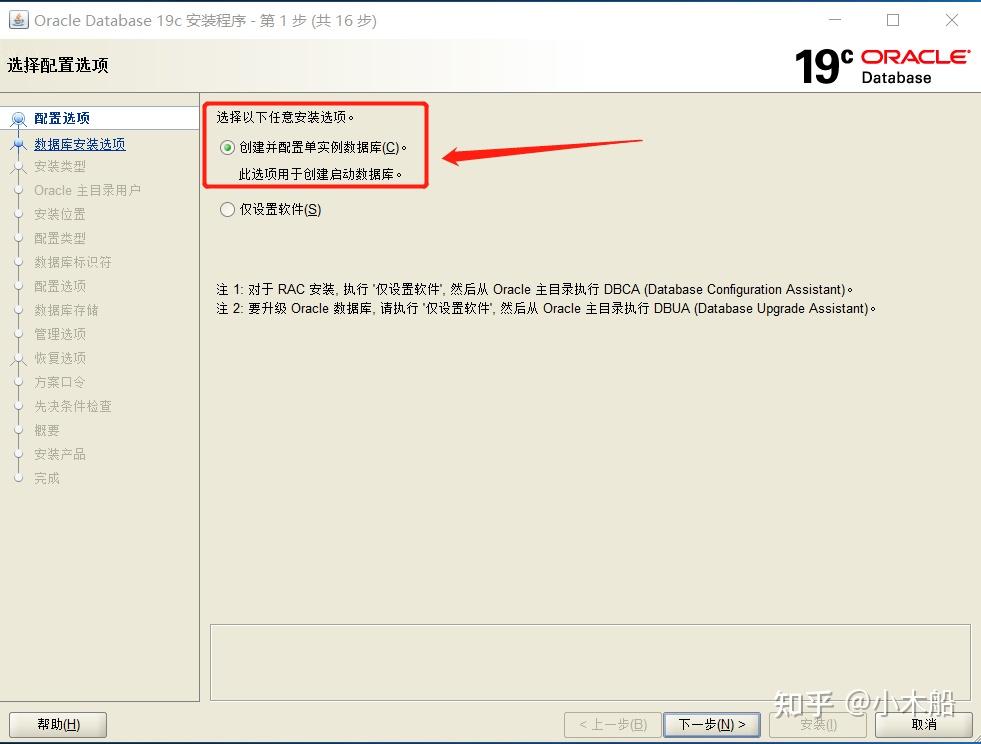 Oracle Database 19c 安装程序 - 第 1 步 (共 16 步)
选择配置选项
19c ORACLE
Database
配置选项
数据库安装选项
安装类型
Oracle 主目录用户
安装位置
配置类型
数据库标识符
配置选项
数据库存储
管理选项
恢复选项
方案口令
先决条件检查
概要
安装产品
完成
选择以下任意安装选项。
创建并配置单实例数据库(C)。
此选项用于创建启动数据库。
仅设置软件(S)
注 1: 对于 RAC 安装, 执行 '仅设置软件', 然后从 Oracle 主目录执行 DBCA (Database Configuration Assistant)。
注 2: 要升级 Oracle 数据库, 请执行 '仅设置软件', 然后从 Oracle 主目录执行 DBUA (Database Upgrade Assistant)。
知乎 @小木船
帮助(H)
< 上一步(B)
下一步(N) >
安装(I)
取消